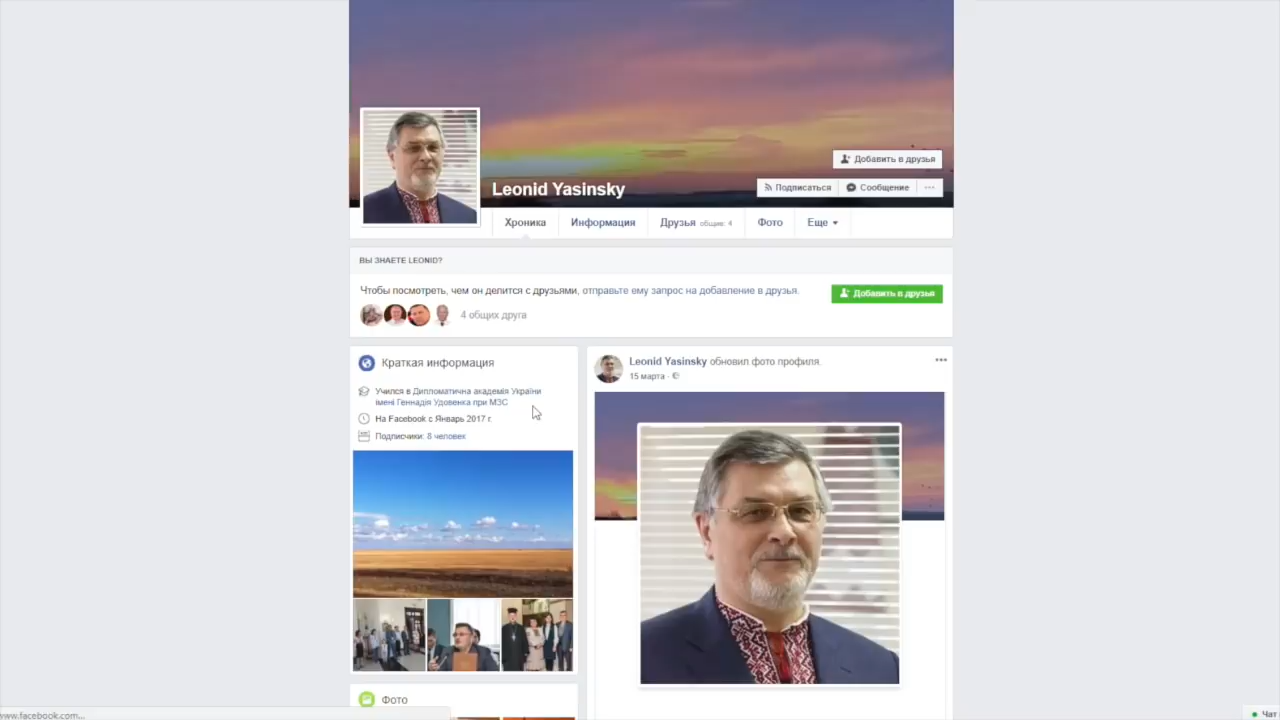 Добавить в друзья
Leonid Yasinsky
Подписаться Сообщение ...
Хроника Информация Друзья общие: 4 Фото Еще
ВЫ ЗНАЕТЕ LEONID?
Чтобы посмотреть, чем он делится с друзьями, отправьте ему запрос на добавление в друзья.
Добавить в друзья
4 общих друга
Краткая информация
Учился в Дипломатична академія України
імені Геннадія Удовенка при МЗС
На Facebook с Январь 2017 г.
Подписчики: 8 человек
Leonid Yasinsky обновил фото профиля.
15 марта ·
Фото
www.facebook.com...
Чат